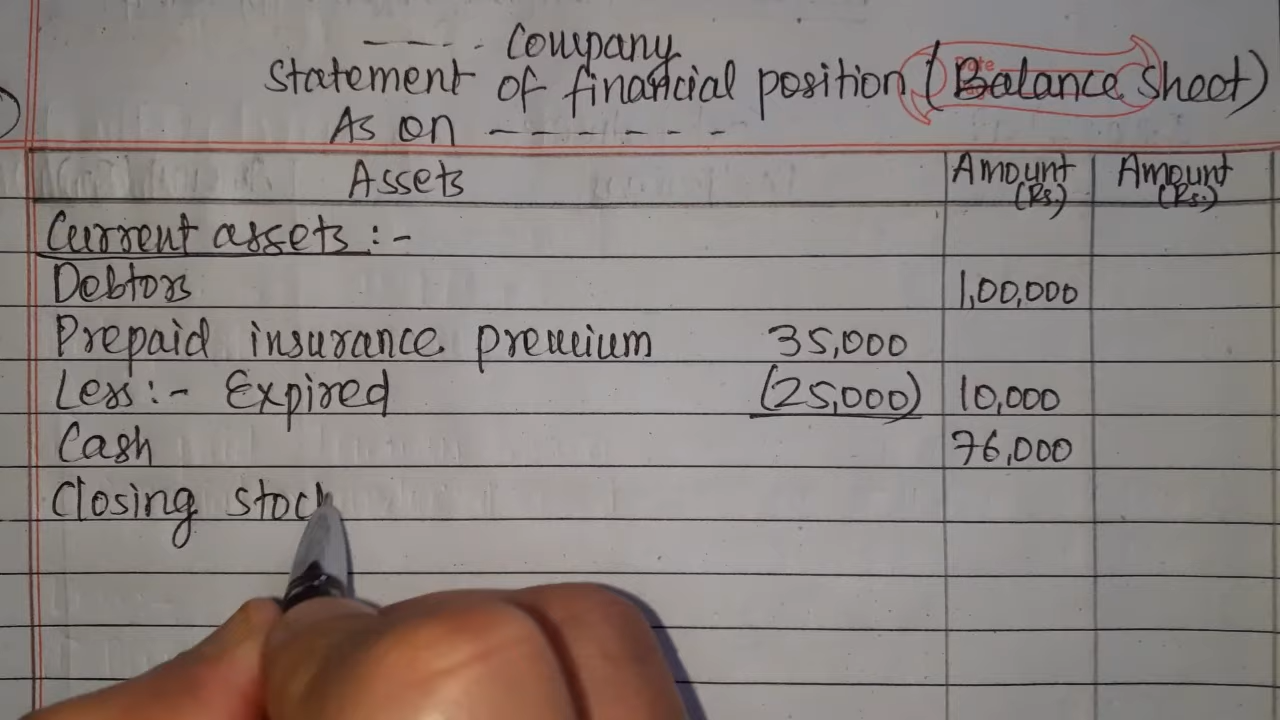 ---- Company
Statement of financial position (Balance Sheet)
As on ------
Assets Amount (Rs.) Amount (Rs.)
Current assets :-
Debtors 1,00,000
Prepaid insurance premium 35,000
Less:- Expired (25,000) 10,000
Cash 76,000
Closing stock